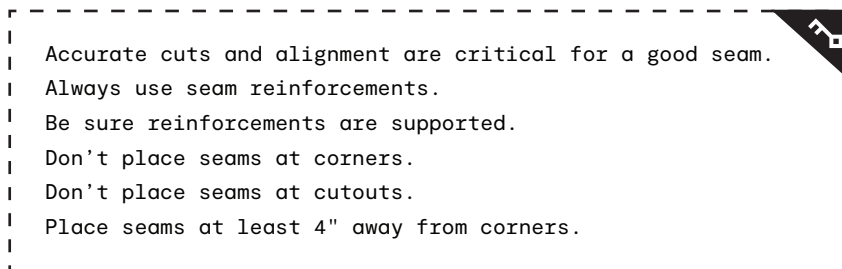 Accurate cuts and alignment are critical for a good seam.
Always use seam reinforcements.
Be sure reinforcements are supported.
Don't place seams at corners.
Don't place seams at cutouts.
Place seams at least 4" away from corners.